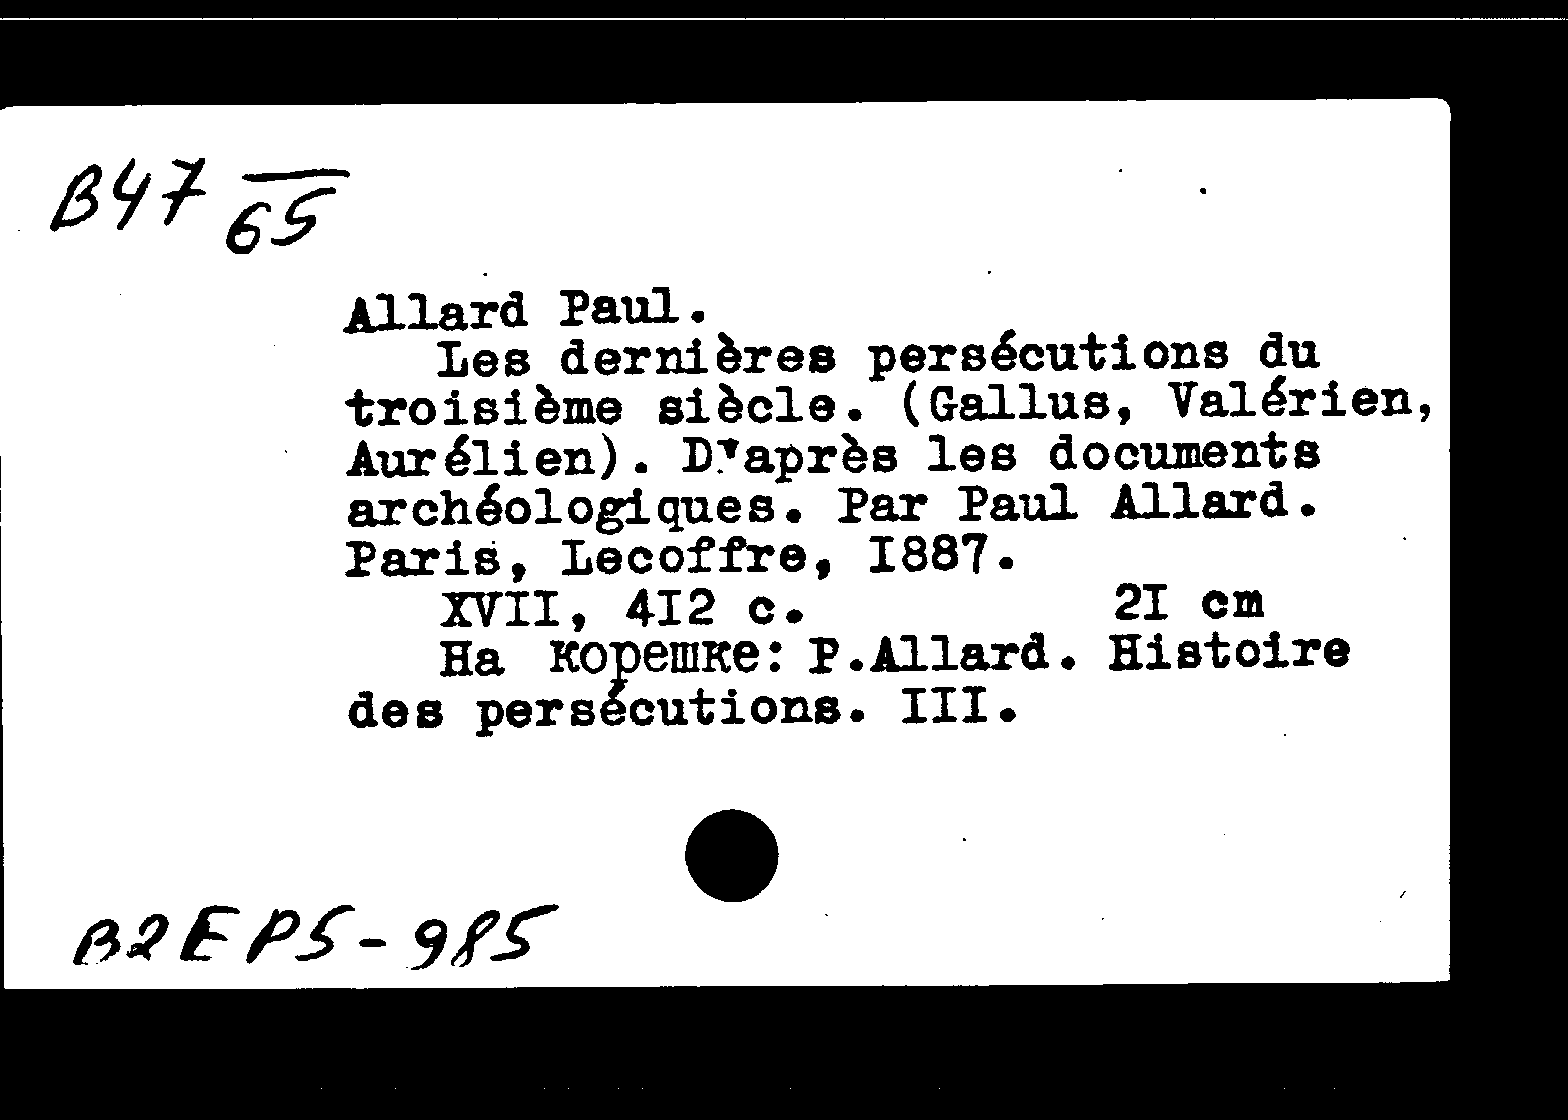 B47 65
Allard Paul.
Les dernières persécutions du
troisième siècle. (Gallus, Valérien,
Aurélien). D'après les documents
archéologiques. Par Paul Allard.
Paris, Lecoffre, I887.
XVII, 4I2 с. 2I cm
На корешке: P.Allard. Histoire
des persécutions. III.
B2EP5-985